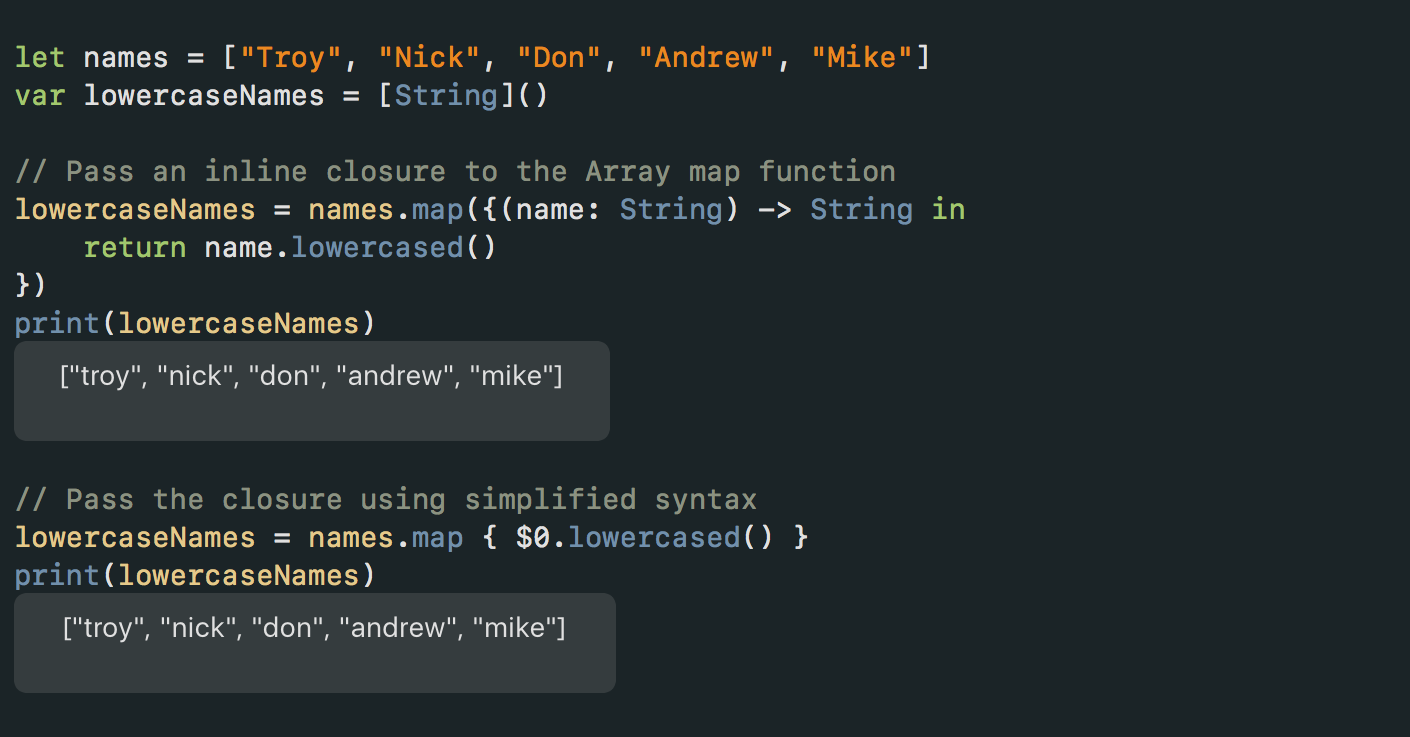 let names = ["Troy", "Nick", "Don", "Andrew", "Mike"]
var lowercaseNames = [String]()
// Pass an inline closure to the Array map function
lowercaseNames = names.map({(name: String) -> String in
    return name.lowercased()
})
print(lowercaseNames)
["troy", "nick", "don", "andrew", "mike"]
// Pass the closure using simplified syntax
lowercaseNames = names.map { $0.lowercased() }
print(lowercaseNames)
["troy", "nick", "don", "andrew", "mike"]